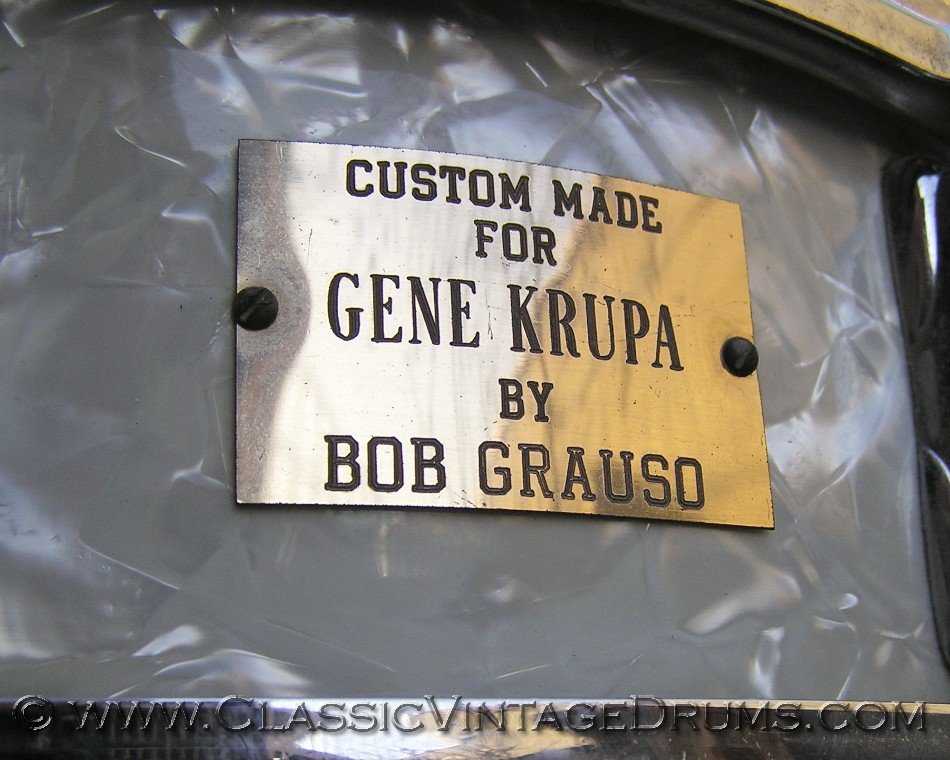 CUSTOM MADE
FOR
GENE KRUPA
BY
BOB GRAUSO
© WWW.CLASSICVINTAGEDRUMS.COM